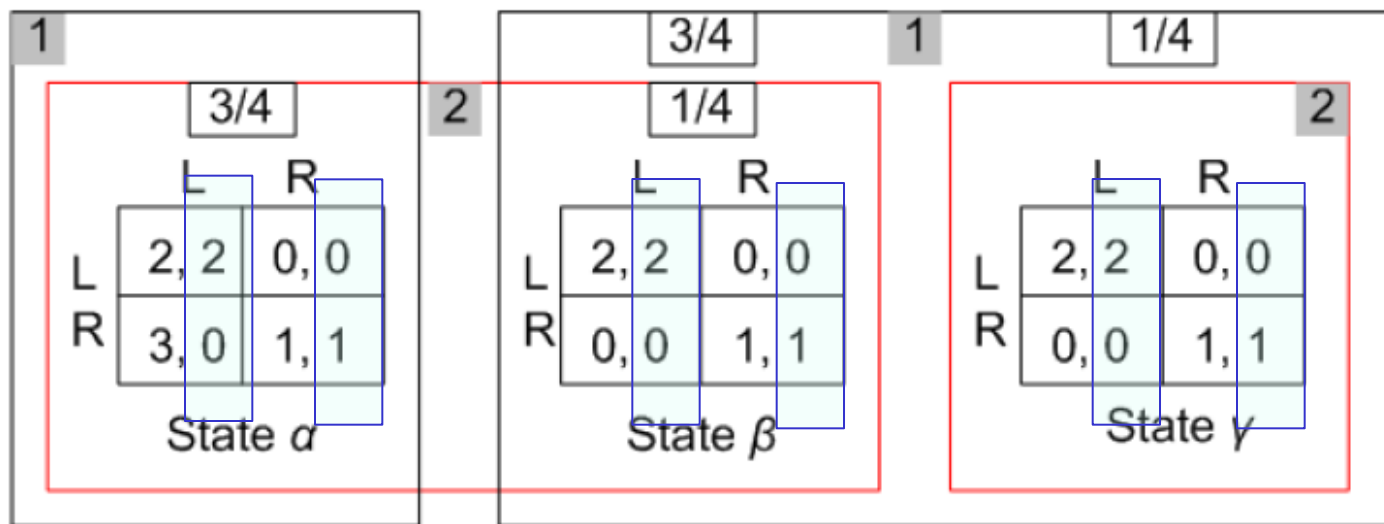 1 3/4 1 1/4
3/4 2 1/4 2
L R L R L R
L 2, 2 0, 0 L 2, 2 0, 0 L 2, 2 0, 0
R 3, 0 1, 1 R 0, 0 1, 1 R 0, 0 1, 1
State α State β State γ